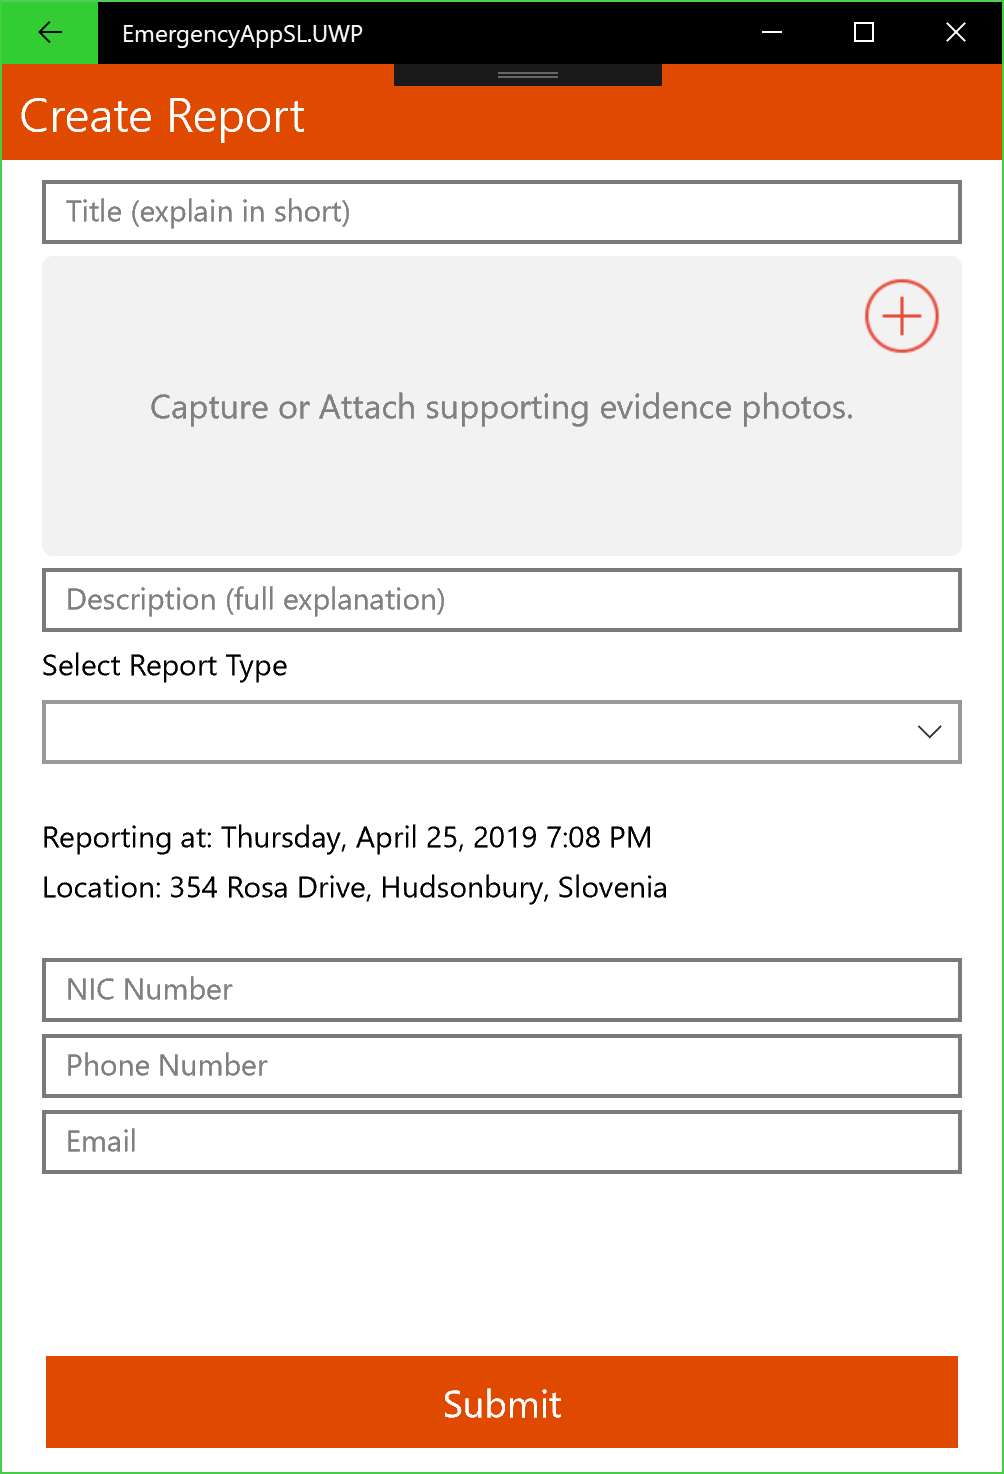 EmergencyAppSL.UWP
Create Report
Title (explain in short)
Capture or Attach supporting evidence photos.
Description (full explanation)
Select Report Type
Reporting at: Thursday, April 25, 2019 7:08 PM
Location: 354 Rosa Drive, Hudsonbury, Slovenia
NIC Number
Phone Number
Email
Submit